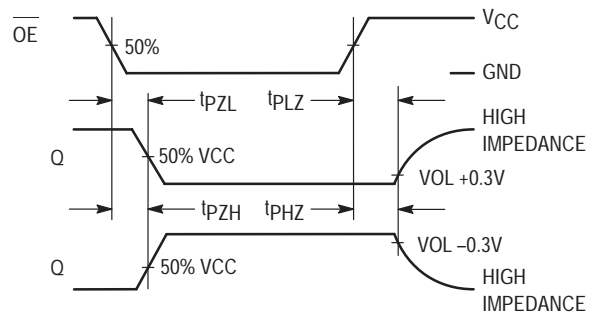 OE
VCC
50%
GND
tPZL
tPLZ
HIGH
IMPEDANCE
Q
50% VCC
VOL +0.3V
tPZH
tPHZ
VOL –0.3V
Q
50% VCC
HIGH
IMPEDANCE